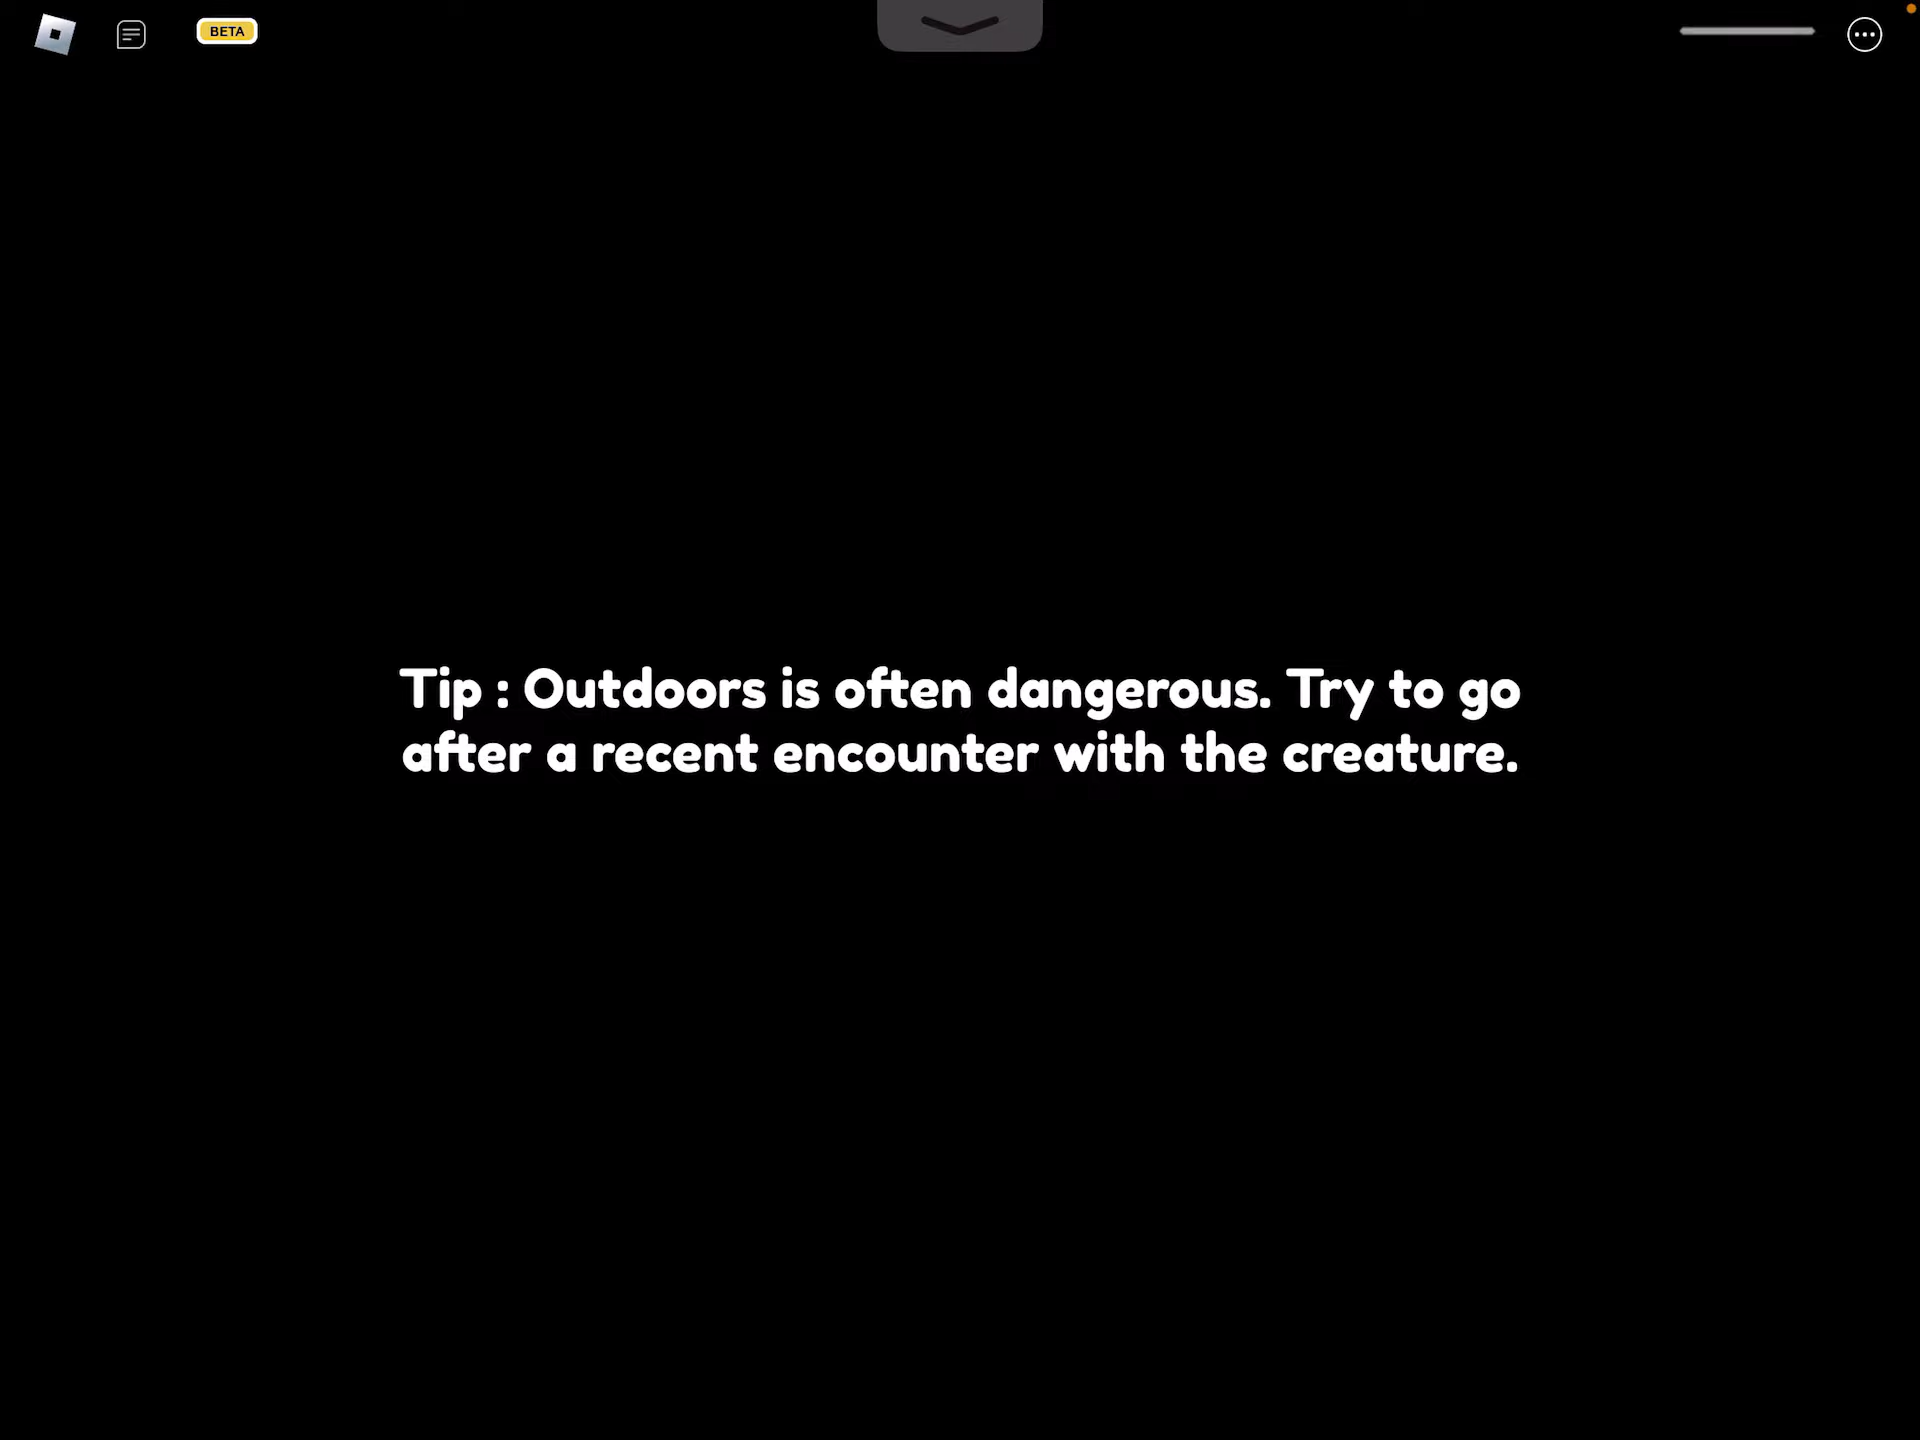 BETA
Tip : Outdoors is often dangerous. Try to go
after a recent encounter with the creature.